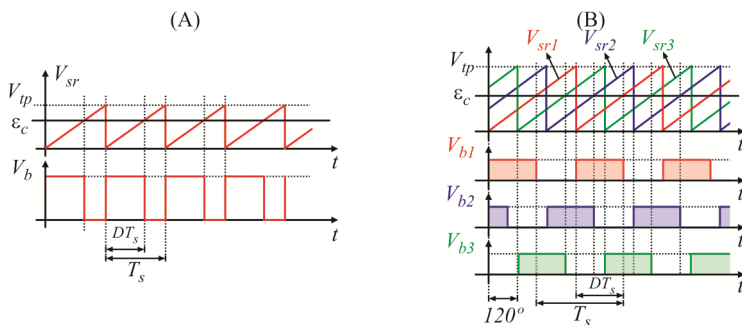 (A)
V_sr
V_tp
ε_c
t
V_b
DT_s
T_s
t
(B)
V_sr1
V_sr2
V_sr3
V_tp
ε_c
t
V_b1
t
V_b2
t
V_b3
t
DT_s
120°
T_s